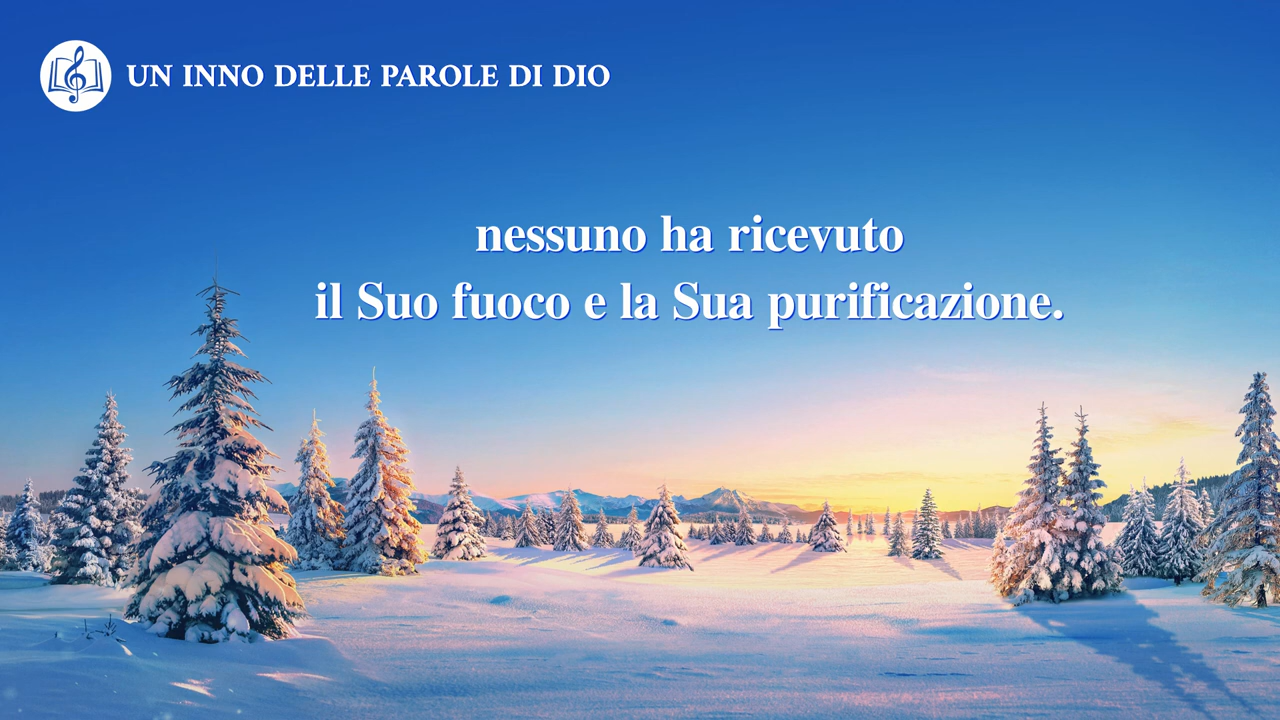 UN INNO DELLE PAROLE DI DIO
nessuno ha ricevuto
il Suo fuoco e la Sua purificazione.